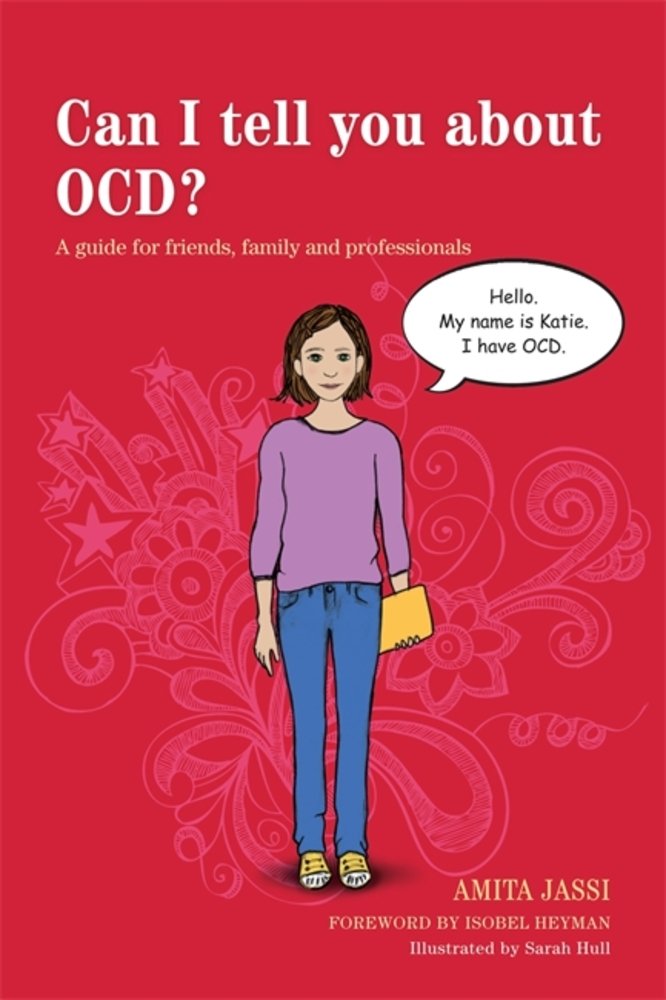 Can I tell you about
OCD?
A guide for friends, family and professionals
Hello.
My name is Katie.
I have OCD.
AMITA JASSI
FOREWORD BY ISOBEL HEYMAN
Illustrated by Sarah Hull